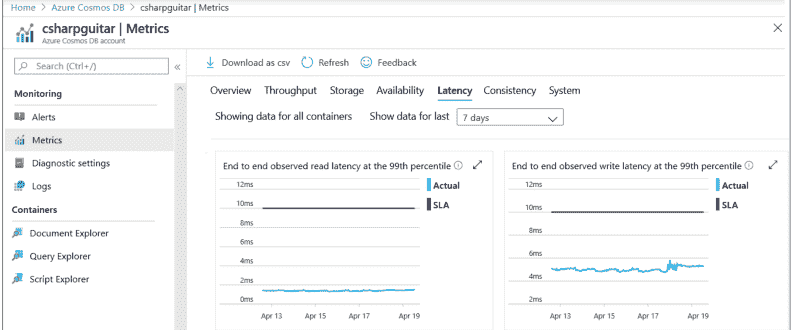 Home > Azure Cosmos DB > csharpguitar | Metrics
csharpguitar | Metrics
Azure Cosmos DB account
Search (Ctrl+/)
«
Monitoring
Alerts
Metrics
Diagnostic settings
Logs
Containers
Document Explorer
Query Explorer
Script Explorer
Download as csv Refresh Feedback
Overview Throughput Storage Availability Latency Consistency System
Showing data for all containers Show data for last 7 days
End to end observed read latency at the 99th percentile
12ms
10ms
8ms
6ms
4ms
2ms
0ms
Apr 13 Apr 15 Apr 17 Apr 19
Actual
SLA
End to end observed write latency at the 99th percentile
12ms
10ms
8ms
6ms
4ms
2ms
Apr 13 Apr 15 Apr 17 Apr 19
Actual
SLA